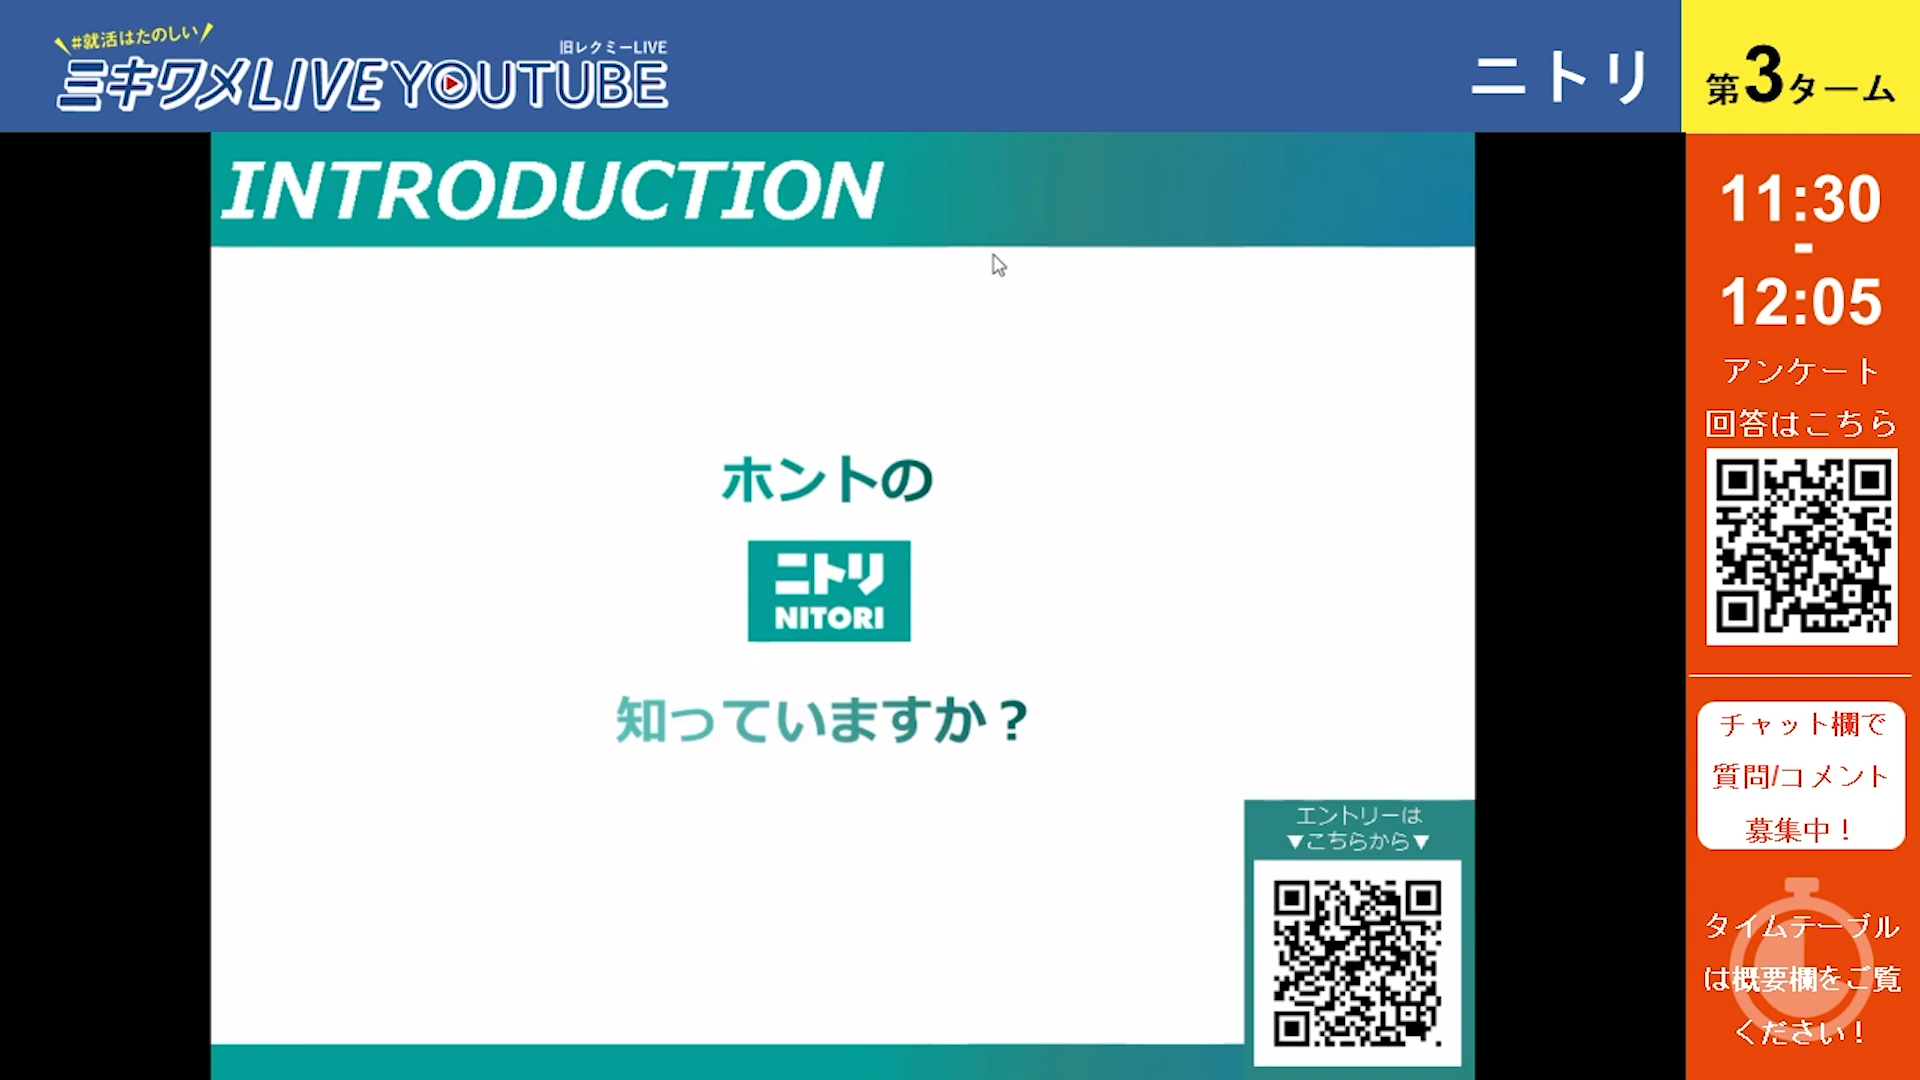 #就活はたのしい
旧レクミーLIVE
ミキワメLIVE YOUTUBE
ニトリ
第3ターム
INTRODUCTION
ホントの
ニトリ
NITORI
知っていますか？
エントリーは
▼こちらから▼
11:30
-
12:05
アンケート
回答はこちら
チャット欄で
質問/コメント
募集中！
タイムテーブル
は概要欄をご覧
ください！